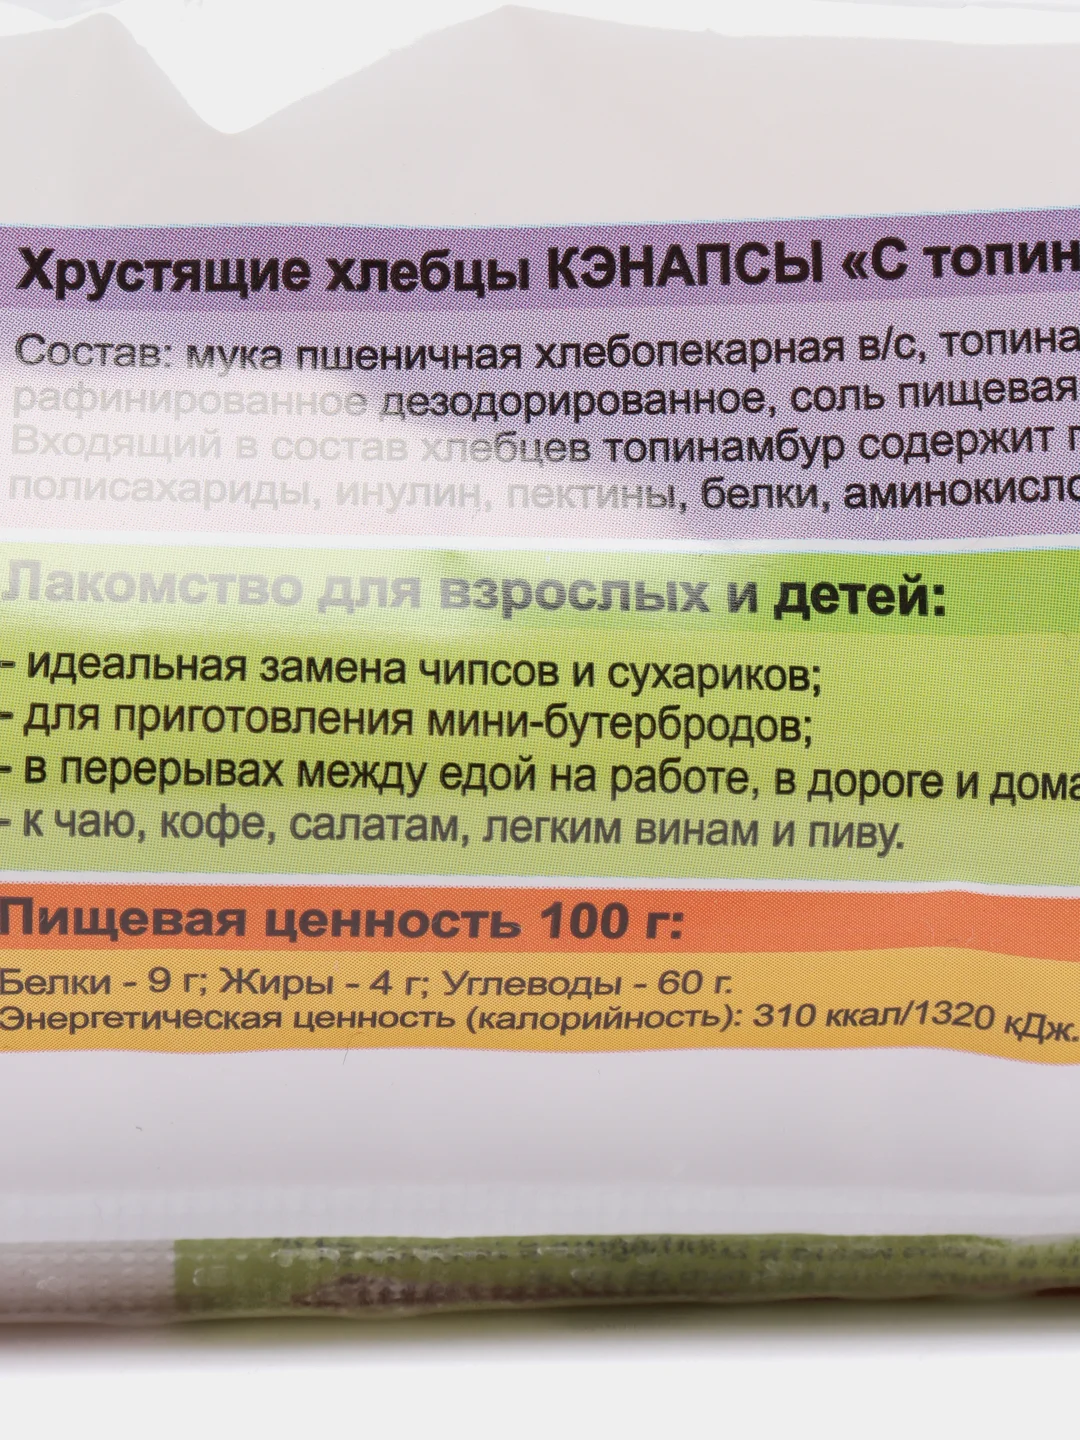 Хрустящие хлебцы КЭНАПСЫ «С топин
Состав: мука пшеничная хлебопекарная в/с, топина
рафинированное дезодорированное, соль пищевая
Входящий в состав хлебцев топинамбур содержит
полисахариды, инулин, пектины, белки, аминокисло
Лакомство для взрослых и детей:
- идеальная замена чипсов и сухариков;
- для приготовления мини-бутербродов;
- в перерывах между едой на работе, в дороге и дома
- к чаю, кофе, салатам, легким винам и пиву.
Пищевая ценность 100 г:
Белки - 9 г; Жиры - 4 г; Углеводы - 60 г.
Энергетическая ценность (калорийность): 310 ккал/1320 кДж.